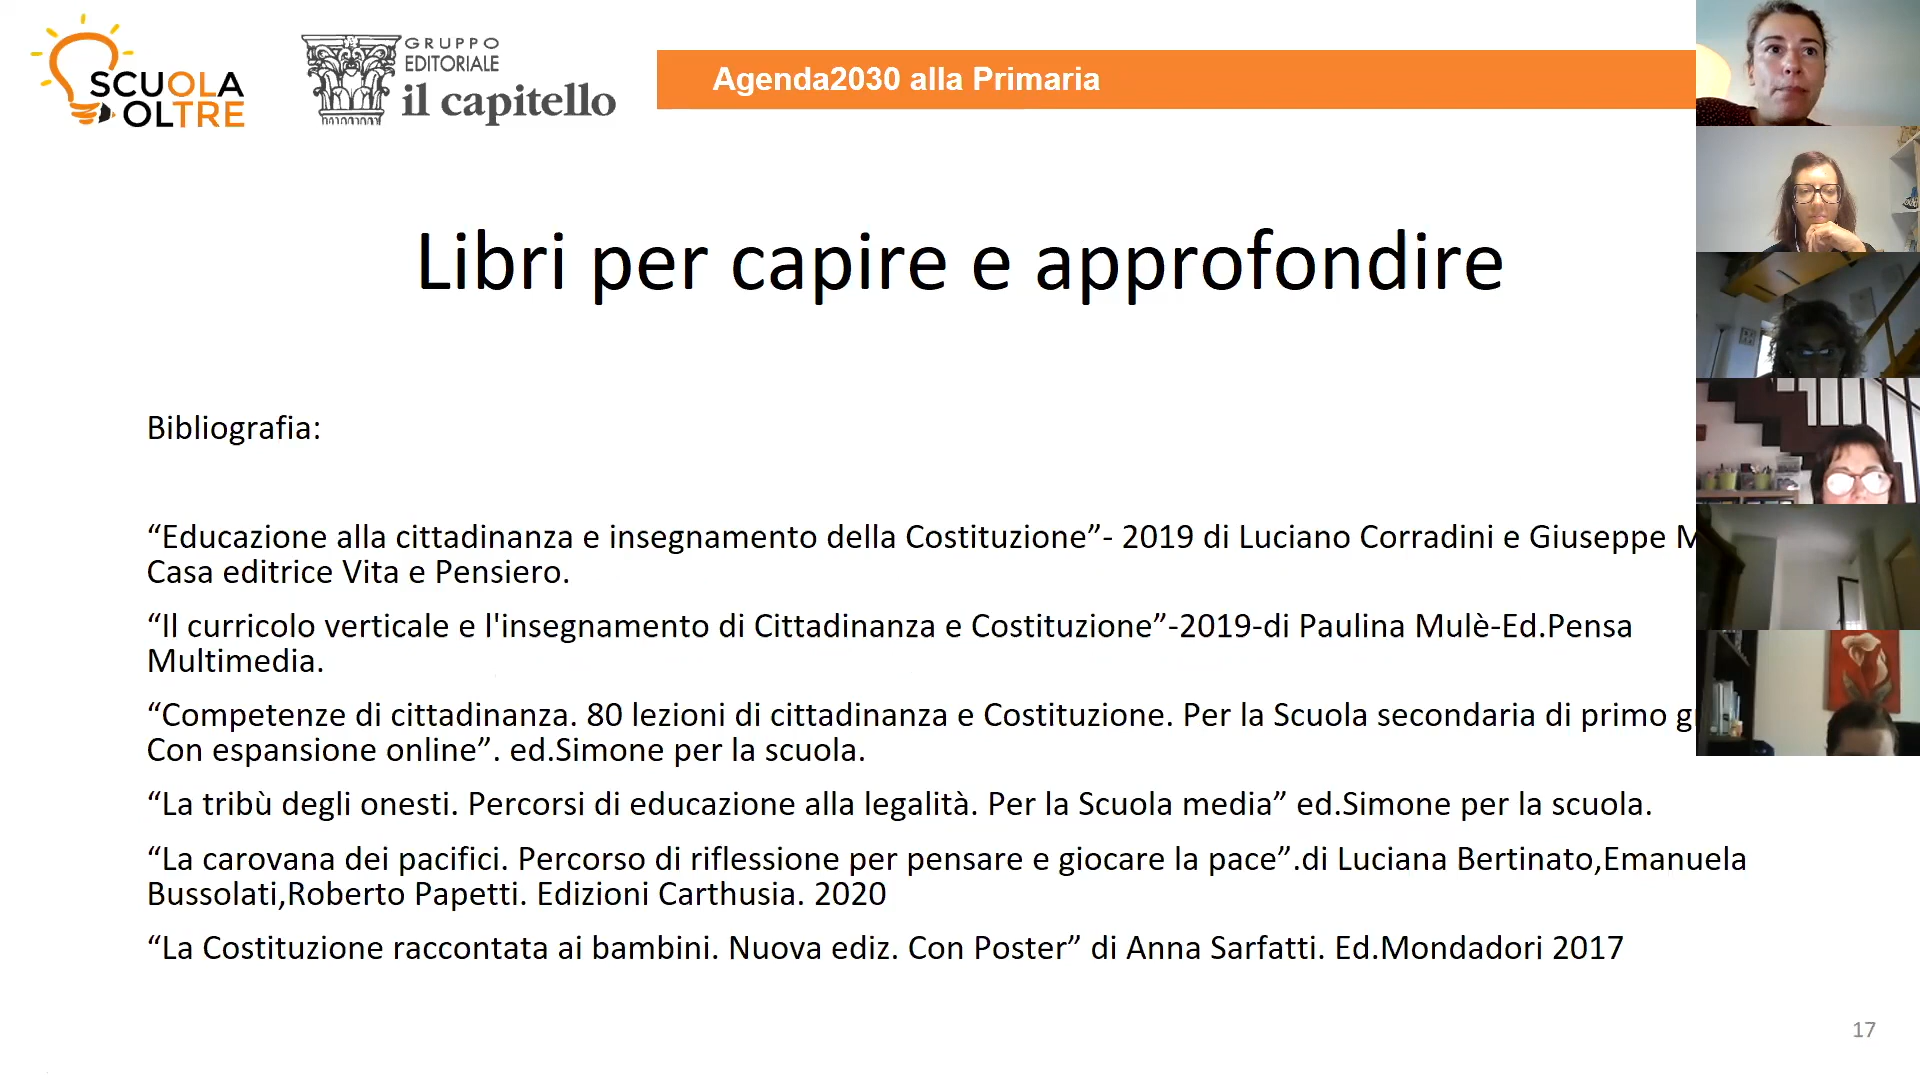 SCUOLA
OLTRE
GRUPPO
EDITORIALE
il capitello
Agenda2030 alla Primaria
Libri per capire e approfondire
Bibliografia:
“Educazione alla cittadinanza e insegnamento della Costituzione”- 2019 di Luciano Corradini e Giuseppe
Casa editrice Vita e Pensiero.
“Il curricolo verticale e l'insegnamento di Cittadinanza e Costituzione”-2019-di Paulina Mulè-Ed.Pensa
Multimedia.
“Competenze di cittadinanza. 80 lezioni di cittadinanza e Costituzione. Per la Scuola secondaria di primo
Con espansione online”. ed.Simone per la scuola.
“La tribù degli onesti. Percorsi di educazione alla legalità. Per la Scuola media” ed.Simone per la scuola.
“La carovana dei pacifici. Percorso di riflessione per pensare e giocare la pace”.di Luciana Bertinato,Emanuela
Bussolati,Roberto Papetti. Edizioni Carthusia. 2020
“La Costituzione raccontata ai bambini. Nuova ediz. Con Poster” di Anna Sarfatti. Ed.Mondadori 2017
17